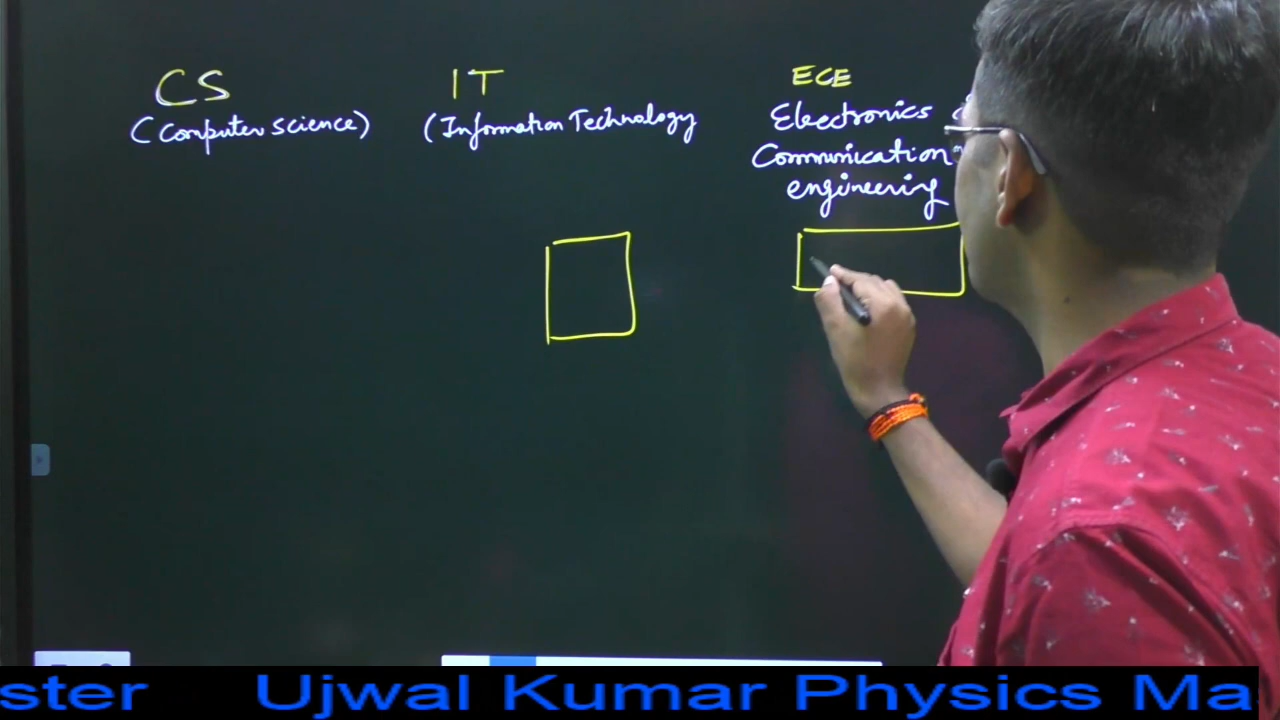 CS
(Computer Science)
IT
(Information Technology
ECE
Electronics
Communication
engineering
ster Ujwal Kumar Physics Ma